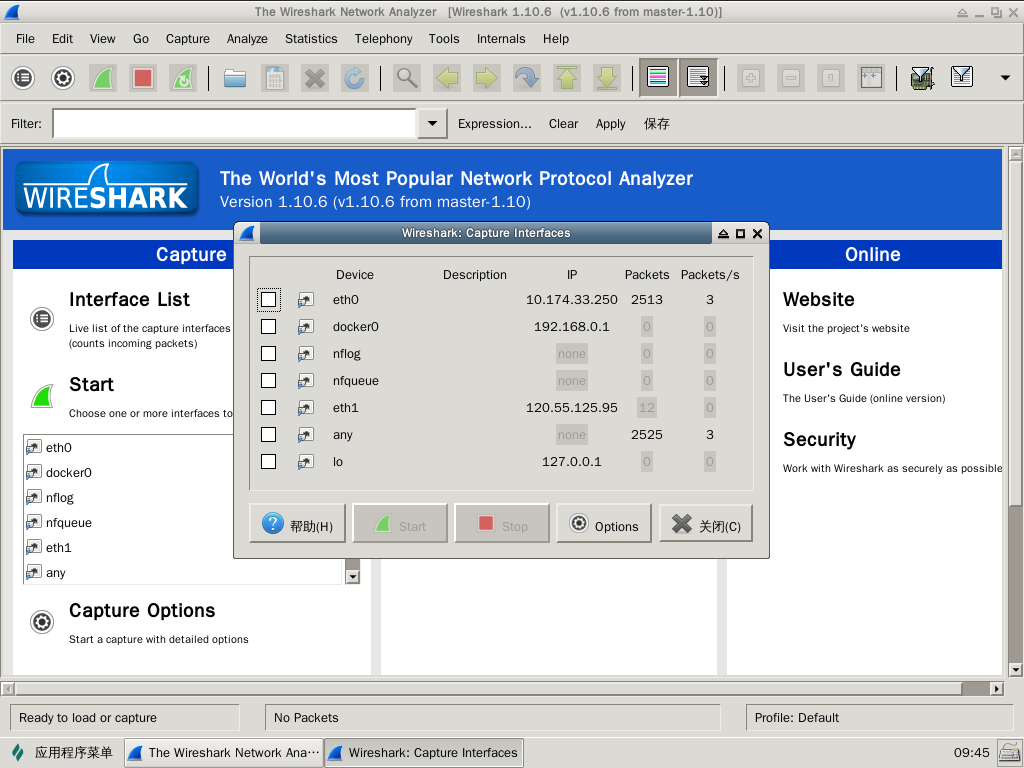 The Wireshark Network Analyzer [Wireshark 1.10.6 (v1.10.6 from master-1.10)]
File Edit View Go Capture Analyze Statistics Telephony Tools Internals Help
Filter: Expression... Clear Apply 保存
WIRESHARK
The World's Most Popular Network Protocol Analyzer
Version 1.10.6 (v1.10.6 from master-1.10)
Capture
Interface List
Live list of the capture interfaces
(counts incoming packets)
Start
Choose one or more interfaces to
eth0
docker0
nflog
nfqueue
eth1
any
Capture Options
Start a capture with detailed options
Wireshark: Capture Interfaces
Device Description IP Packets Packets/s
eth0 10.174.33.250 2513 3
docker0 192.168.0.1 0 0
nflog none 0 0
nfqueue none 0 0
eth1 120.55.125.95 12 0
any none 2525 3
lo 127.0.0.1 0 0
帮助(H) Start Stop Options 关闭(C)
Online
Website
Visit the project's website
User's Guide
The User's Guide (online version)
Security
Work with Wireshark as securely as possible
Ready to load or capture No Packets Profile: Default
应用程序菜单 The Wireshark Network Ana··· Wireshark: Capture Interfaces 09:45